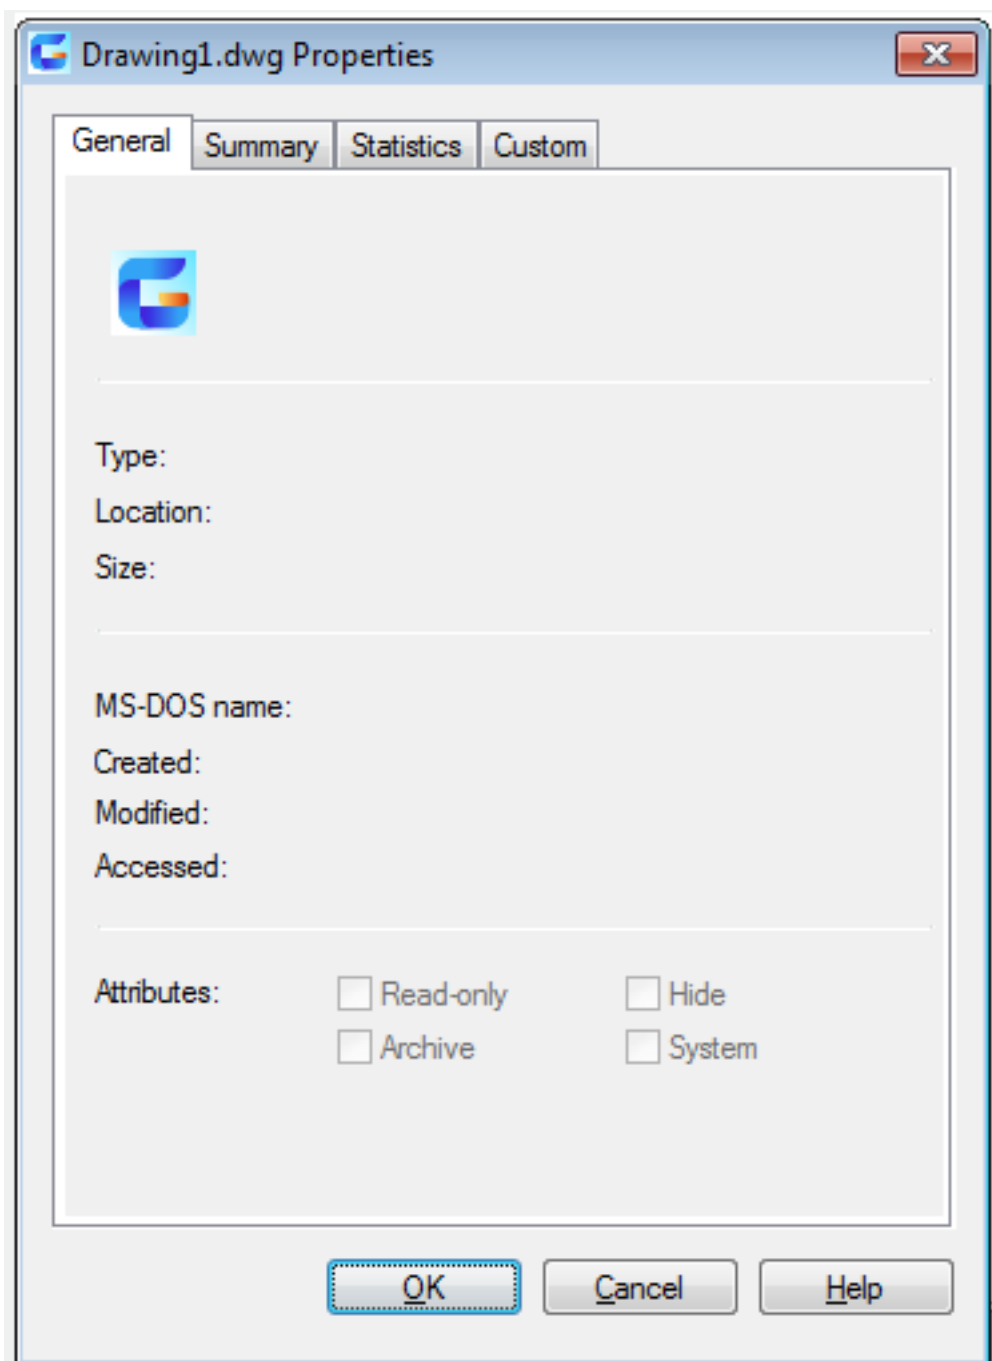 Drawing1.dwg Properties
General Summary Statistics Custom
Type:
Location:
Size:
MS-DOS name:
Created:
Modified:
Accessed:
Attributes: Read-only Hide
Archive System
OK Cancel Help